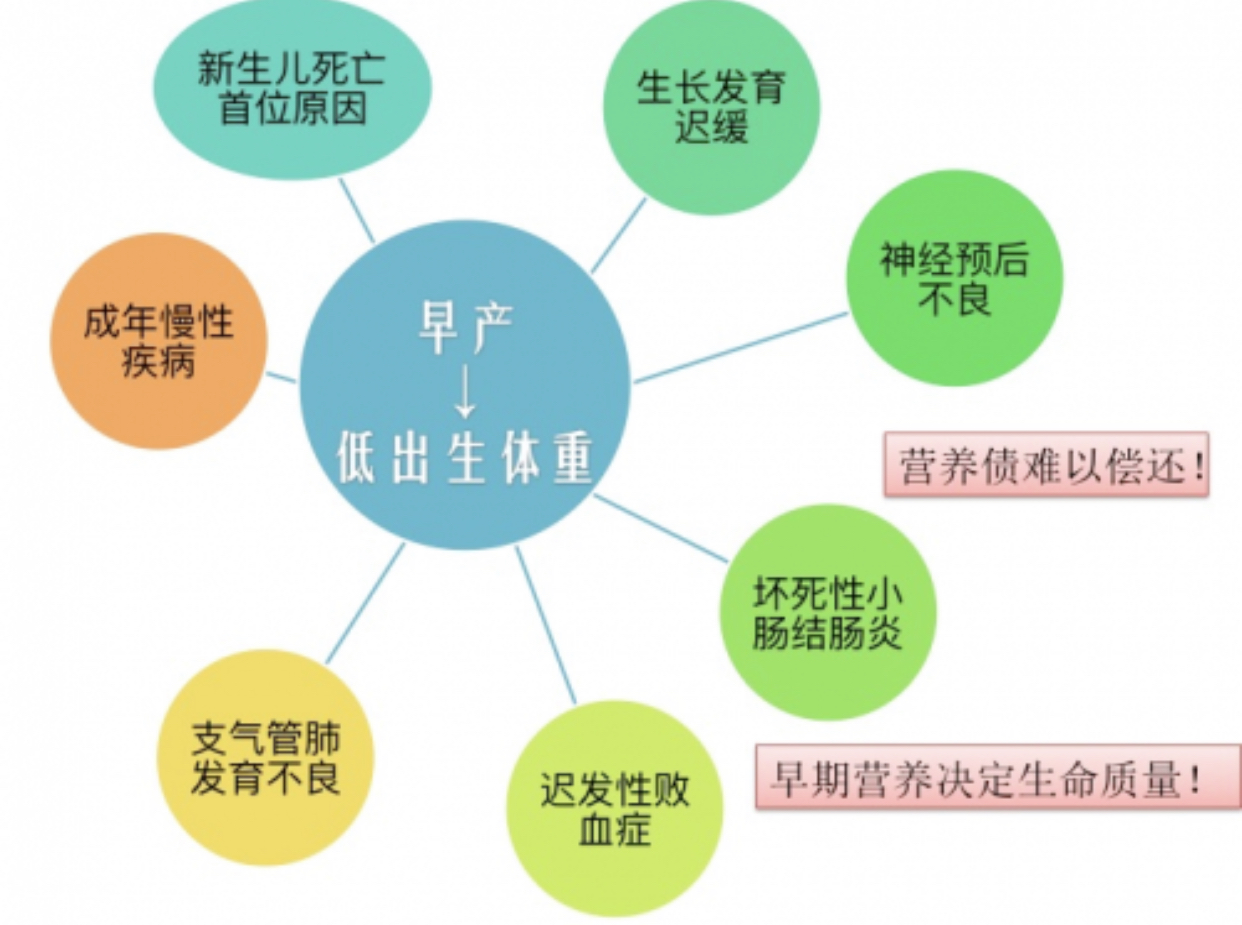 新生儿死亡
首位原因
生长发育
迟缓
神经预后
不良
成年慢性
疾病
早产
↓
低出生体重
营养债难以偿还!
坏死性小
肠结肠炎
支气管肺
发育不良
迟发性败
血症
早期营养决定生命质量!